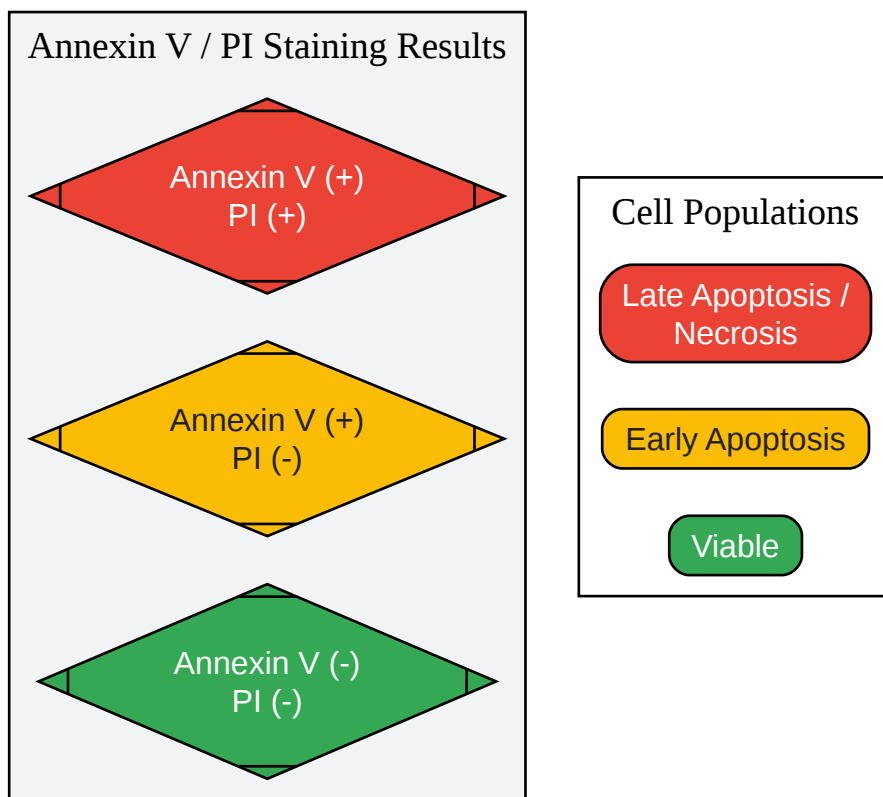 Annexin V / PI Staining Results
Annexin V (+)
PI (+)
Annexin V (+)
PI (-)
Annexin V (-)
PI (-)
Cell Populations
Late Apoptosis /
Necrosis
Early Apoptosis
Viable